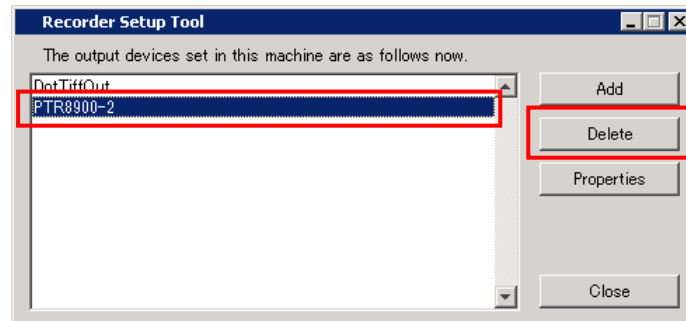 Recorder Setup Tool
The output devices set in this machine are as follows now.
DotTiffOut
PTR8900-2
Add
Delete
Properties
Close